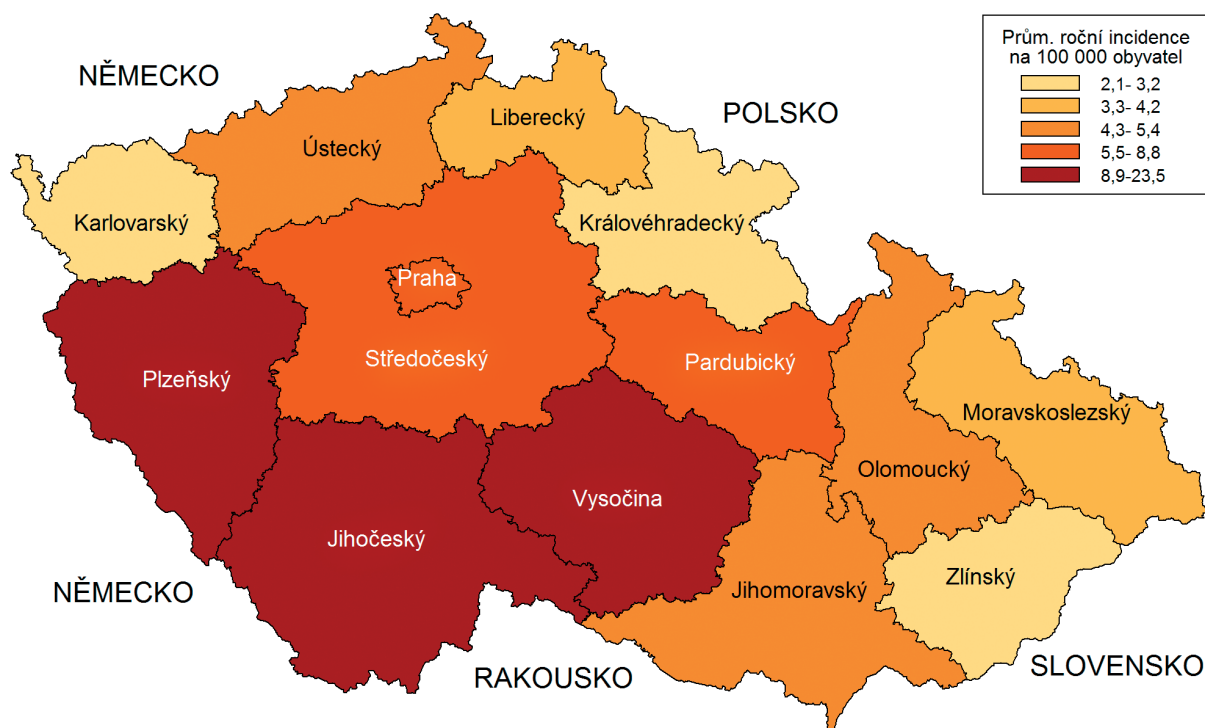 Prům. roční incidence
na 100 000 obyvatel
2,1- 3,2
3,3- 4,2
4,3- 5,4
5,5- 8,8
8,9-23,5
NĚMECKO
POLSKO
Liberecký
Ústecký
Karlovarský
Královéhradecký
Praha
Středočeský
Pardubický
Plzeňský
Moravskoslezský
Olomoucký
Vysočina
Jihočeský
Zlínský
Jihomoravský
NĚMECKO
RAKOUSKO
SLOVENSKO